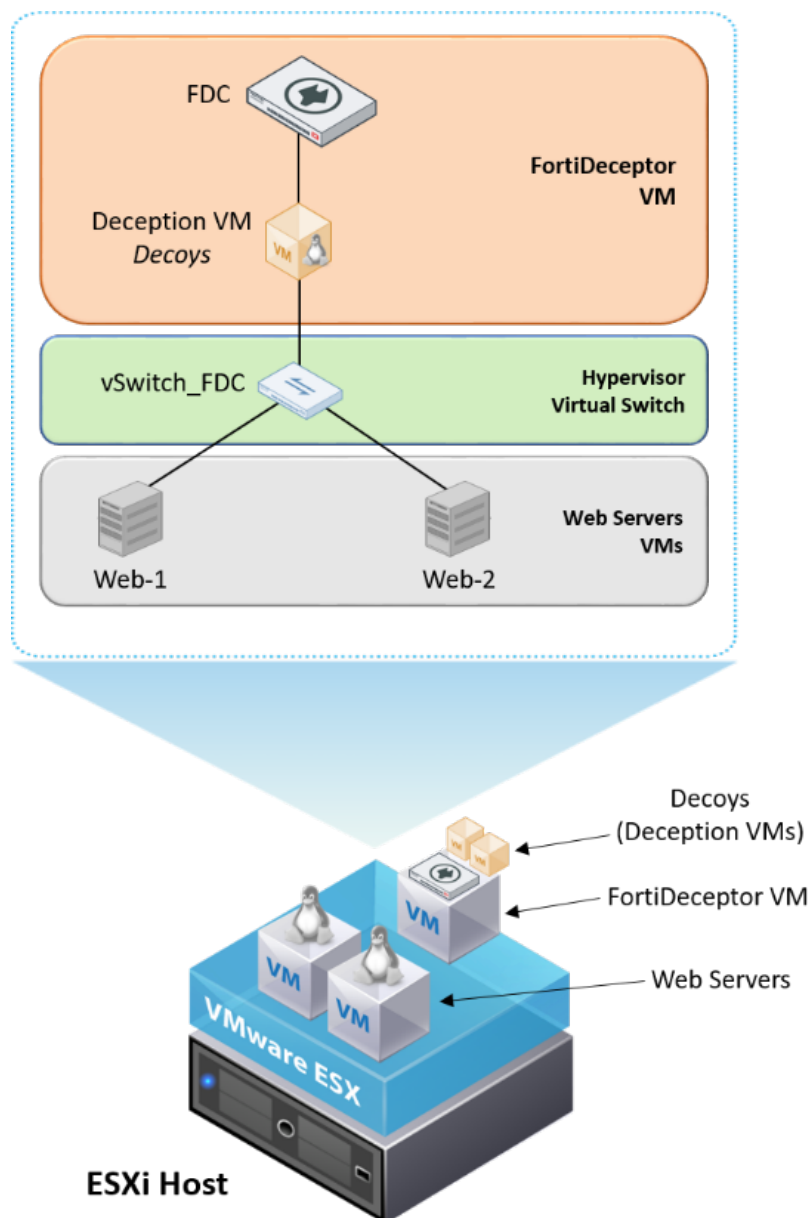 FDC
FortiDeceptor
VM
Deception VM
Decoys
VM
vSwitch_FDC
Hypervisor
Virtual Switch
Web Servers
VMs
Web-1
Web-2
Decoys
(Deception VMs)
VM
VM
FortiDeceptor VM
VM
Web Servers
VM
VM
VMware ESX
ESXi Host